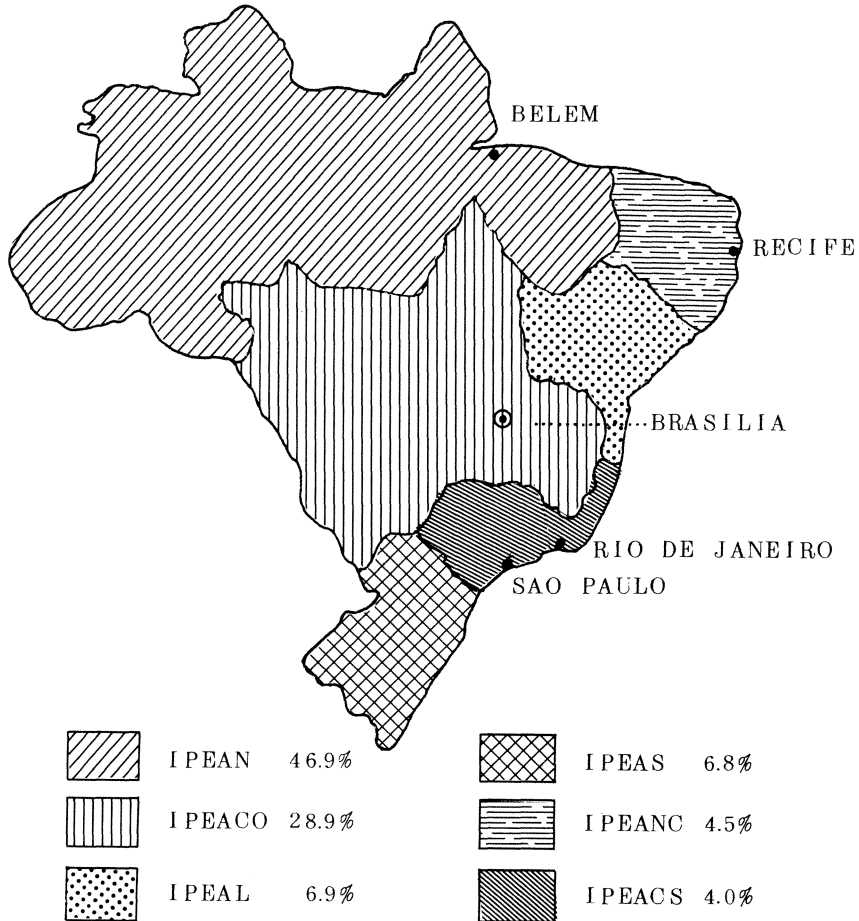 BELEM
RECIFE
BRASILIA
RIO DE JANEIRO
SAO PAULO
IPEAN 46.9%
IPEAS 6.8%
IPEACO 28.9%
IPEANC 4.5%
IPEAL 6.9%
IPEACS 4.0%